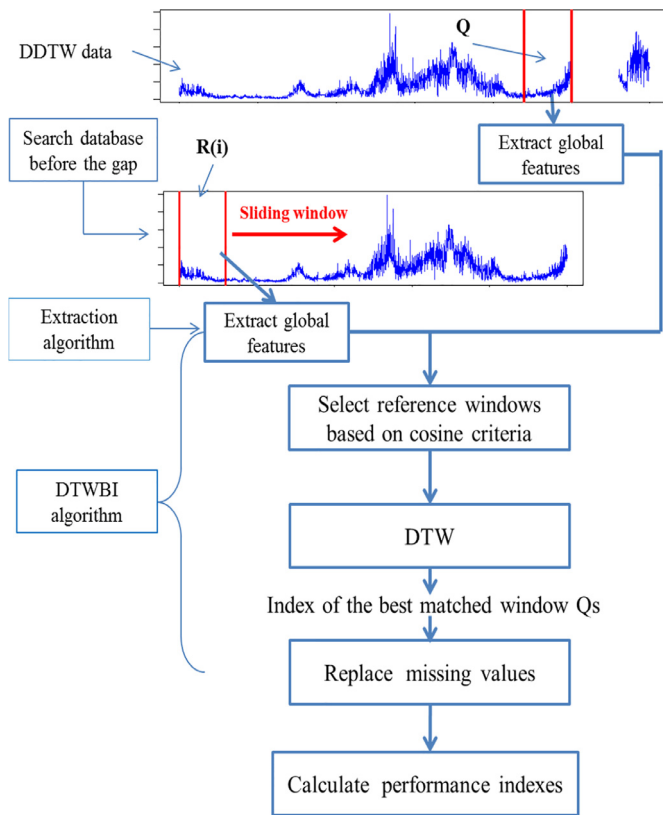 Q
DDTW data
Extract global
features
Search database
before the gap
R(i)
Sliding window
Extraction
algorithm
Extract global
features
Select reference windows
based on cosine criteria
DTWBI
algorithm
DTW
Index of the best matched window Qs
Replace missing values
Calculate performance indexes